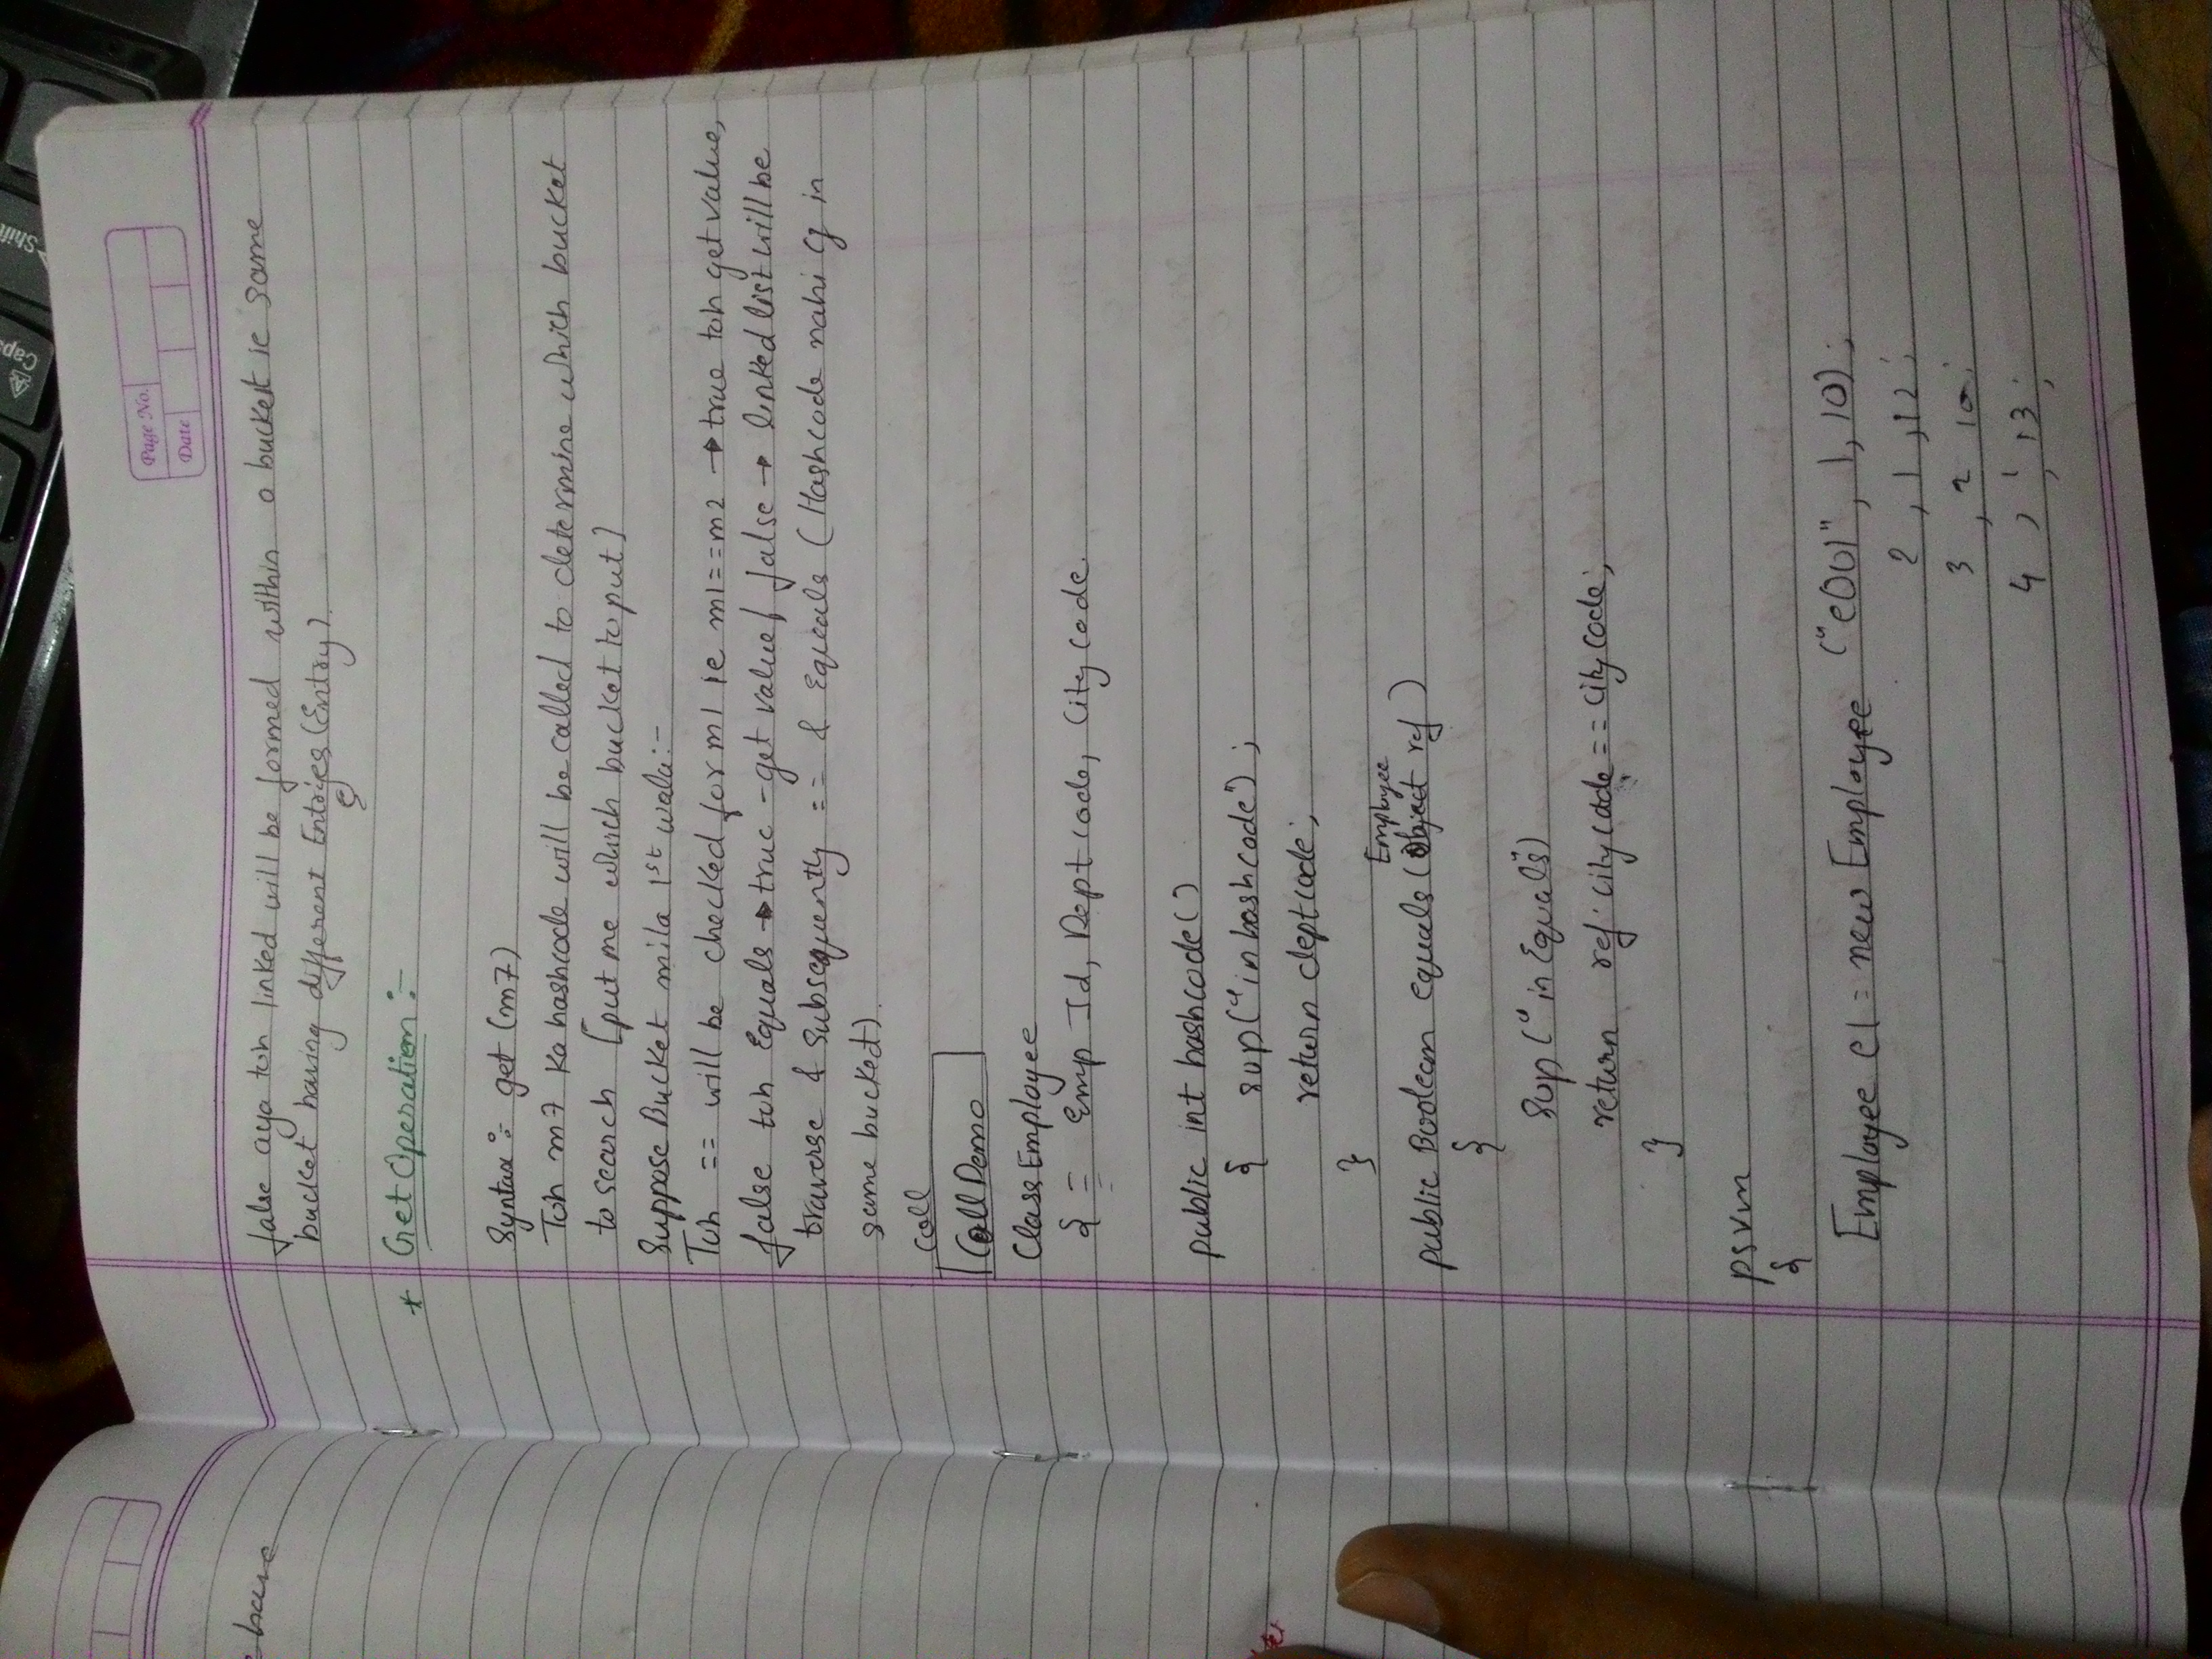 have
Page No.
Date
false aya toh linked will be formed within a bucket ie same
bucket having different Entries (Entry).
* Get Operation :-
Syntax :- get (m7)
Toh m7 ka hashcode will be called to determine which bucket
to search [put me which bucket to put]
Suppose Bucket mila 1st wala :-
Toh == will be checked for m1 ie m1==m2 → true toh get value,
false toh Equals → true - get value / false → linked list will be
traverse & subsequently == & Equals (Hashcode nahi cz in
same bucket).
call
CollDemo
Class Employee
{ = Emp Id, Dept code, City code.
public int hashcode()
{ sop("in hashcode");
return deptcode;
}
Employee
public Boolean equals (Object ref)
{
Sop("in Equals")
return ref.citycode == citycode;
}
psvm
{
Employee e1 = new Employee ("e001", 1, 10);
2, 1, 12;
3, 2 10;
4, 1, 13;
Caps
Shift